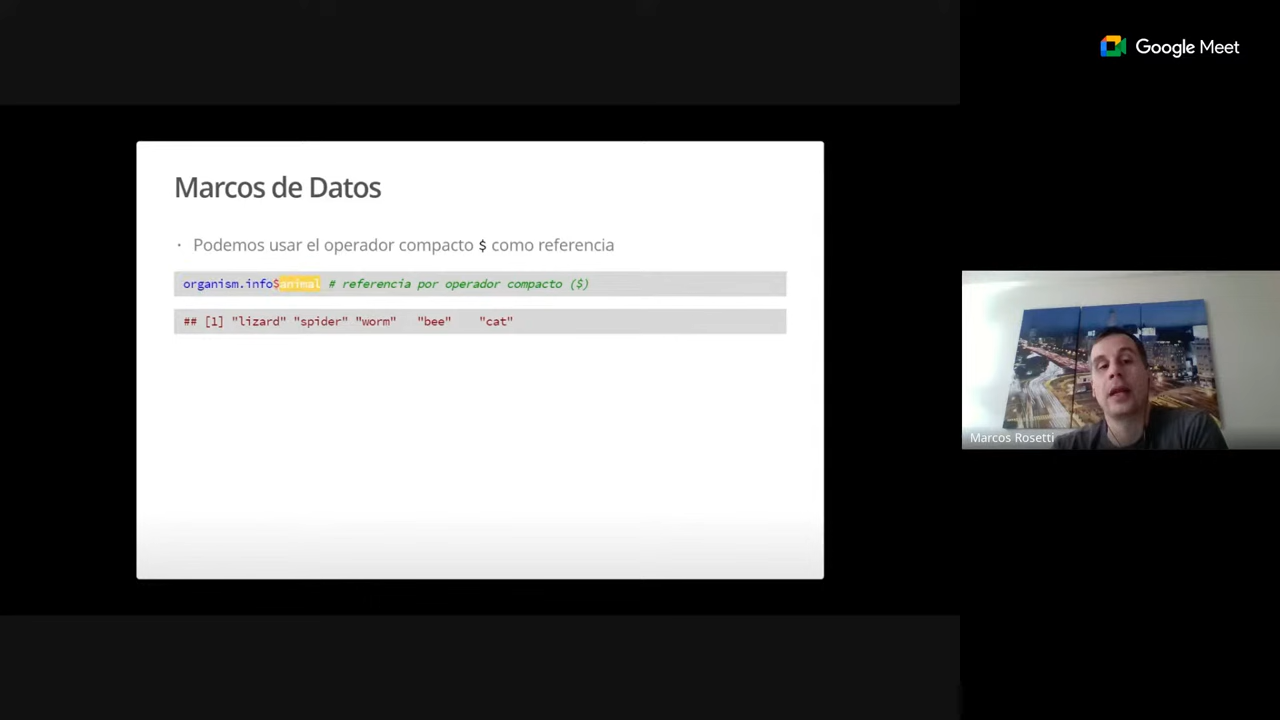 Google Meet
Marcos de Datos
· Podemos usar el operador compacto $ como referencia
organism.info$animal # referencia por operador compacto ($)
## [1] "lizard" "spider" "worm"   "bee"    "cat"
Marcos Rosetti